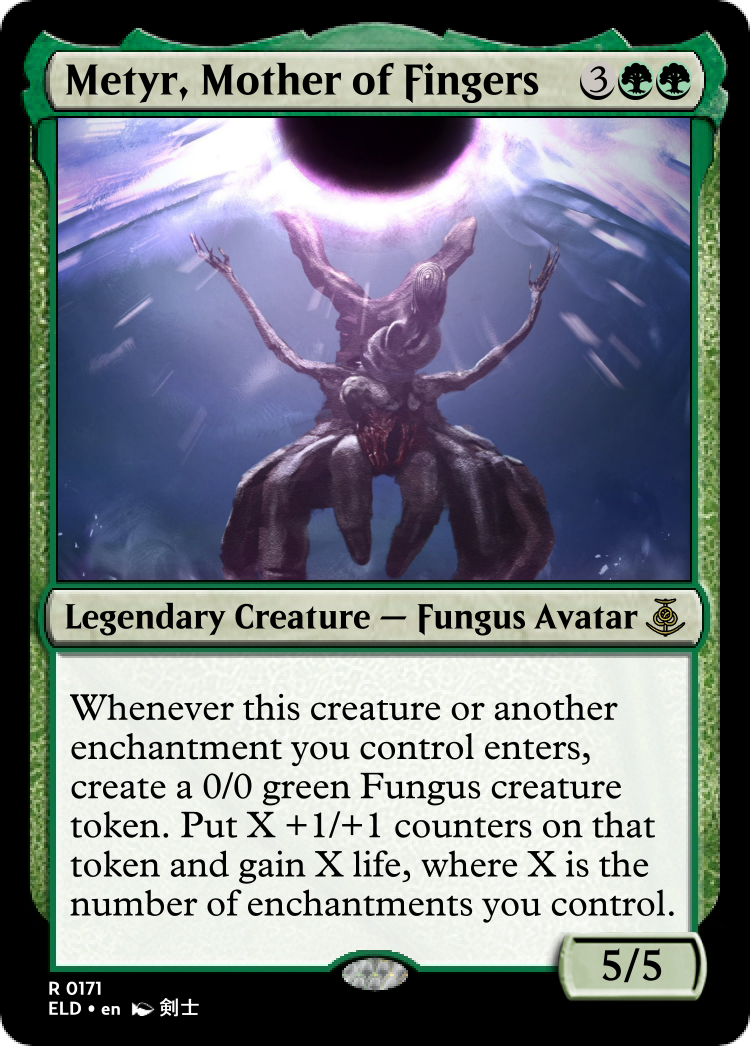 Metyr, Mother of Fingers 3
Legendary Creature — Fungus Avatar
Whenever this creature or another
enchantment you control enters,
create a 0/0 green Fungus creature
token. Put X +1/+1 counters on that
token and gain X life, where X is the
number of enchantments you control.
5/5
R 0171
ELD • en 剣士